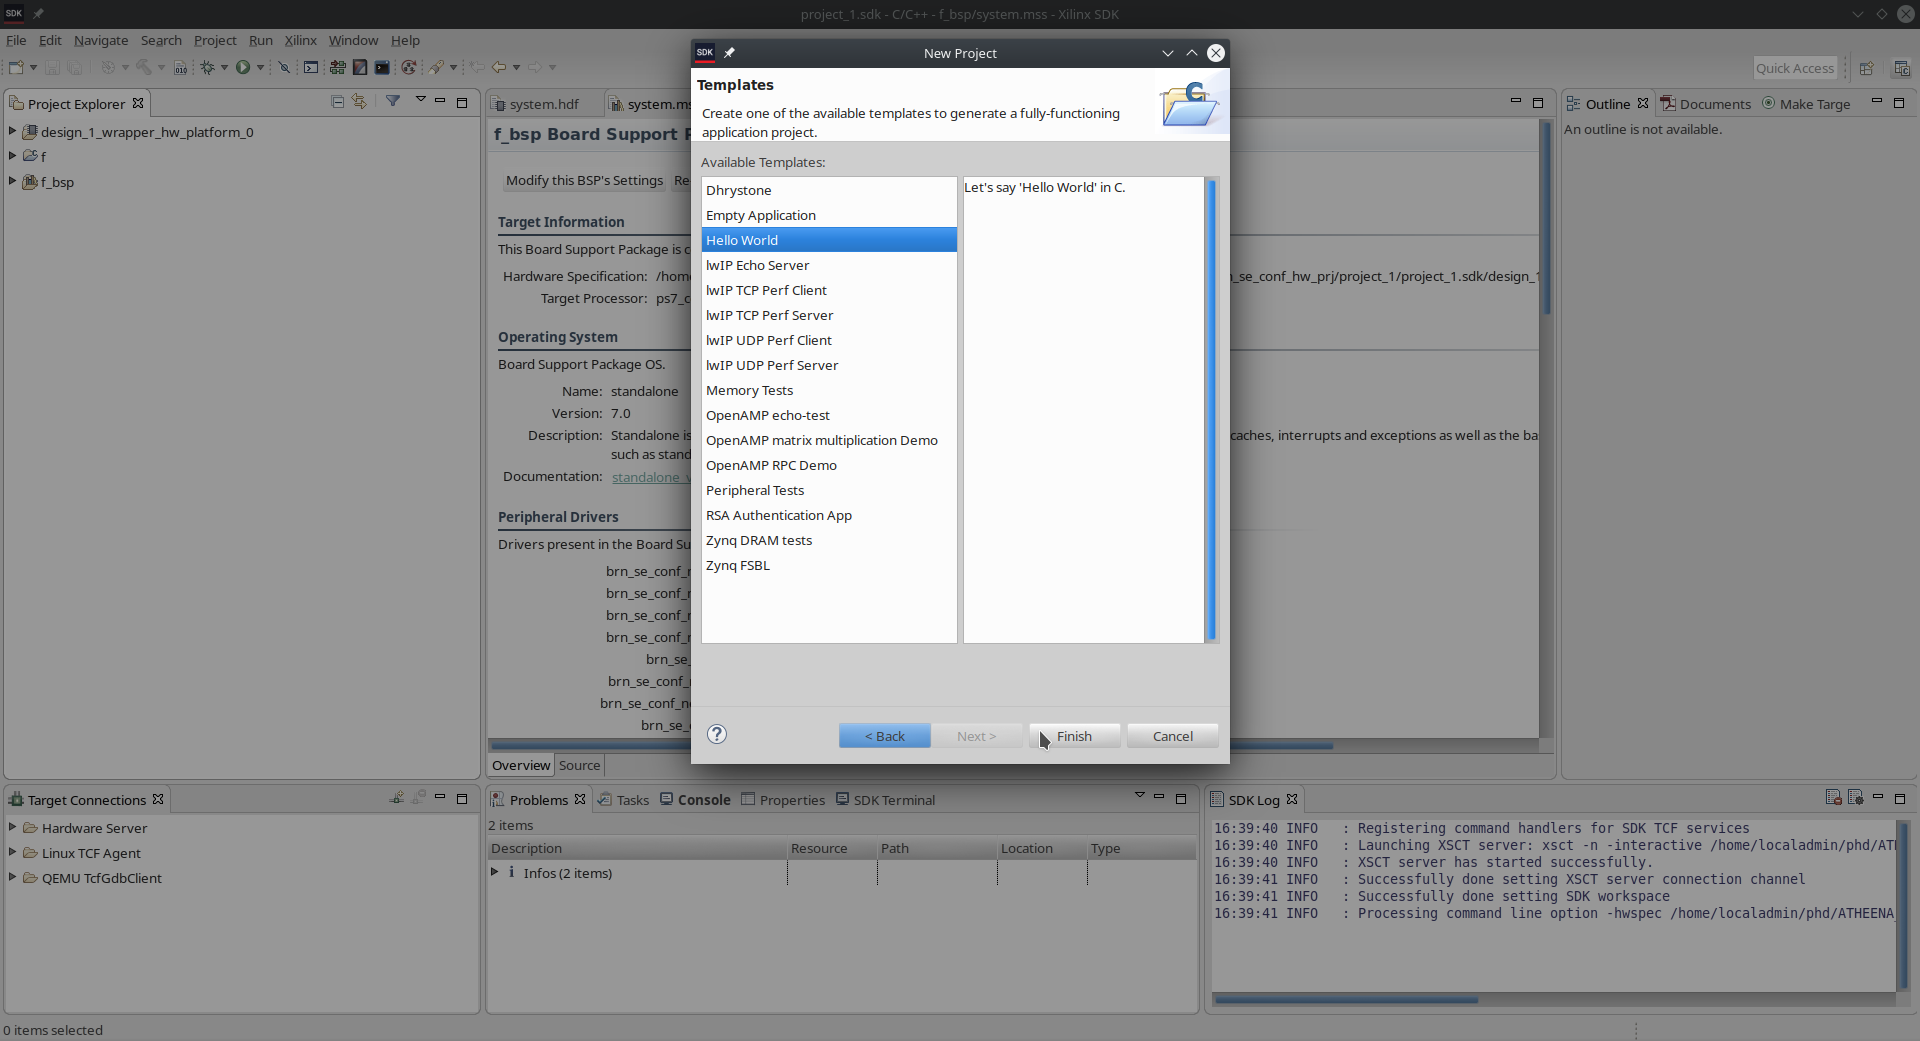 SDK
project_1.sdk - C/C++ - f_bsp/system.mss - Xilinx SDK
File Edit Navigate Search Project Run Xilinx Window Help
Quick Access
Project Explorer
design_1_wrapper_hw_platform_0
f
f_bsp
system.hdf
f_bsp Board Support
Modify this BSP's Settings
Target Information
This Board Support Package is
Hardware Specification:
_se_conf_hw_prj/project_1/project_1.sdk/design_1
Target Processor:
Operating System
Board Support Package OS.
Name: standalone
Version: 7.0
Description: Standalone is
caches, interrupts and exceptions as well as the ba
such as stand
Documentation: standalone_v
Peripheral Drivers
Drivers present in the Board Su
brn_se_conf_
brn_se_conf_
brn_se_conf_
brn_se_conf_
brn_se_
brn_se_conf_
brn_se_conf_n
brn_se_
Overview Source
SDK
New Project
Templates
Create one of the available templates to generate a fully-functioning
application project.
Available Templates:
Dhrystone
Empty Application
Hello World
lwIP Echo Server
lwIP TCP Perf Client
lwIP TCP Perf Server
lwIP UDP Perf Client
lwIP UDP Perf Server
Memory Tests
OpenAMP echo-test
OpenAMP matrix multiplication Demo
OpenAMP RPC Demo
Peripheral Tests
RSA Authentication App
Zynq DRAM tests
Zynq FSBL
Let's say 'Hello World' in C.
? < Back Next > Finish Cancel
Outline Documents Make Targe
An outline is not available.
Target Connections
Hardware Server
Linux TCF Agent
QEMU TcfGdbClient
Problems Tasks Console Properties SDK Terminal
2 items
Description Resource Path Location Type
Infos (2 items)
SDK Log
16:39:40 INFO : Registering command handlers for SDK TCF services
16:39:40 INFO : Launching XSCT server: xsct -n -interactive /home/localadmin/phd/ATH
16:39:40 INFO : XSCT server has started successfully.
16:39:41 INFO : Successfully done setting XSCT server connection channel
16:39:41 INFO : Successfully done setting SDK workspace
16:39:41 INFO : Processing command line option -hwspec /home/localadmin/phd/ATHEENA
0 items selected